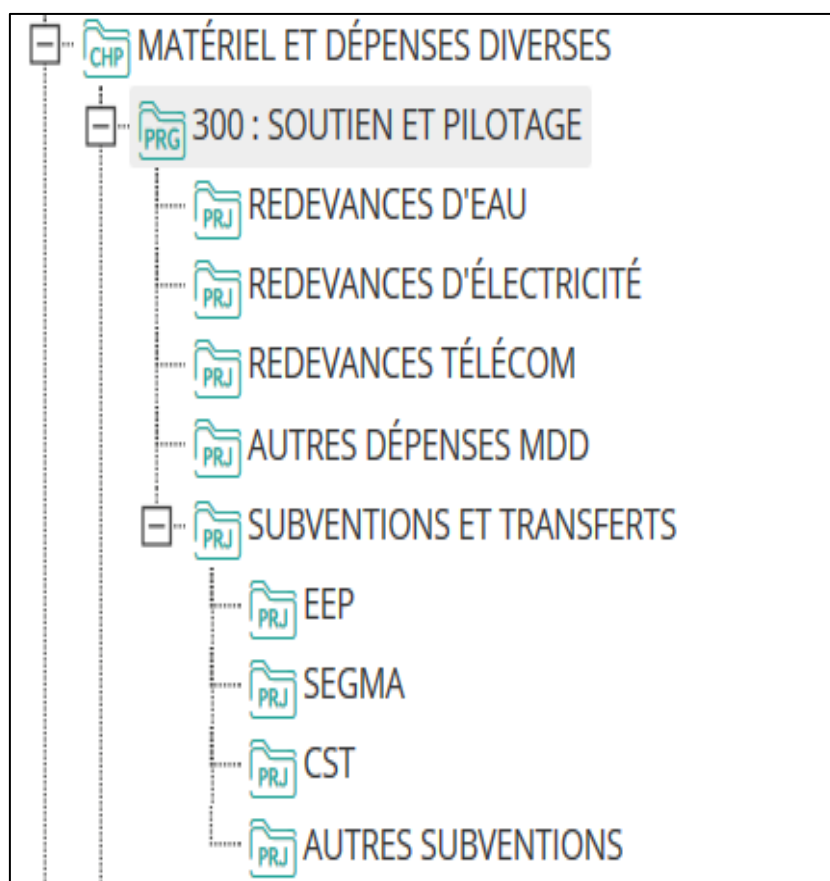 CHP MATÉRIEL ET DÉPENSES DIVERSES
PRG 300 : SOUTIEN ET PILOTAGE
PRJ REDEVANCES D'EAU
PRJ REDEVANCES D'ÉLECTRICITÉ
PRJ REDEVANCES TÉLÉCOM
PRJ AUTRES DÉPENSES MDD
PRJ SUBVENTIONS ET TRANSFERTS
PRJ EEP
PRJ SEGMA
PRJ CST
PRJ AUTRES SUBVENTIONS